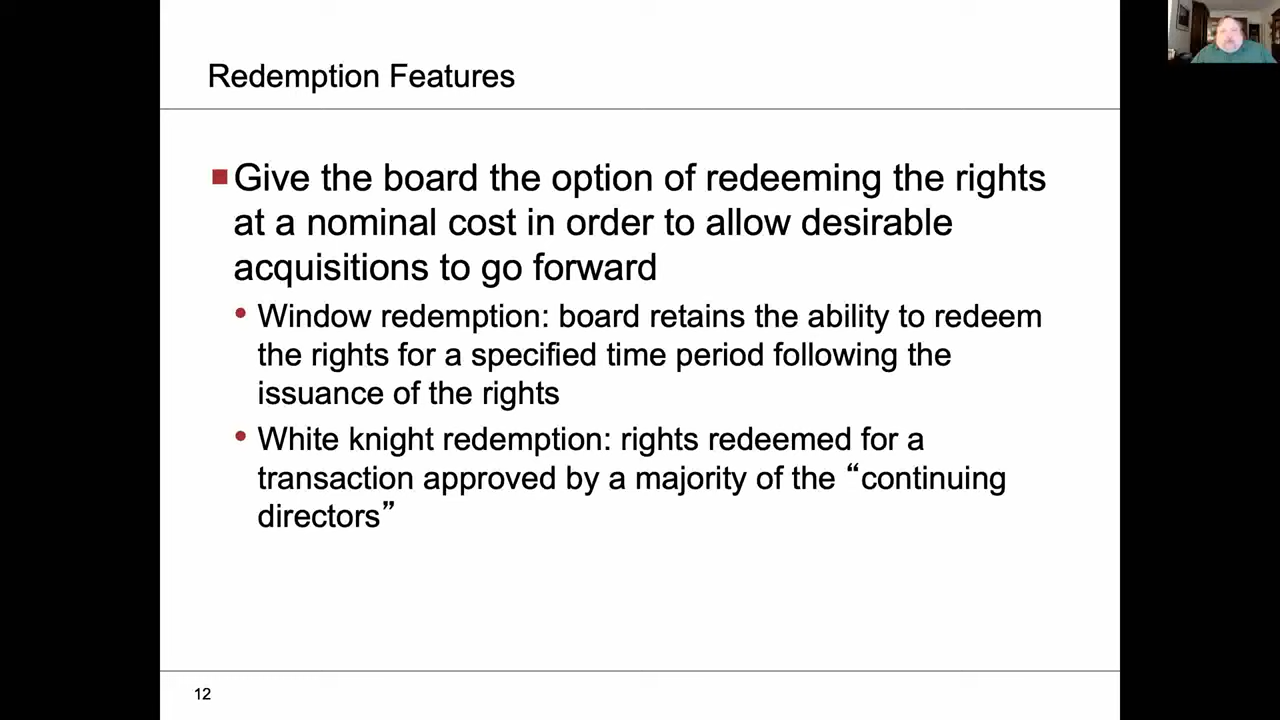 Redemption Features
Give the board the option of redeeming the rights
at a nominal cost in order to allow desirable
acquisitions to go forward
Window redemption: board retains the ability to redeem
the rights for a specified time period following the
issuance of the rights
White knight redemption: rights redeemed for a
transaction approved by a majority of the “continuing
directors”
12